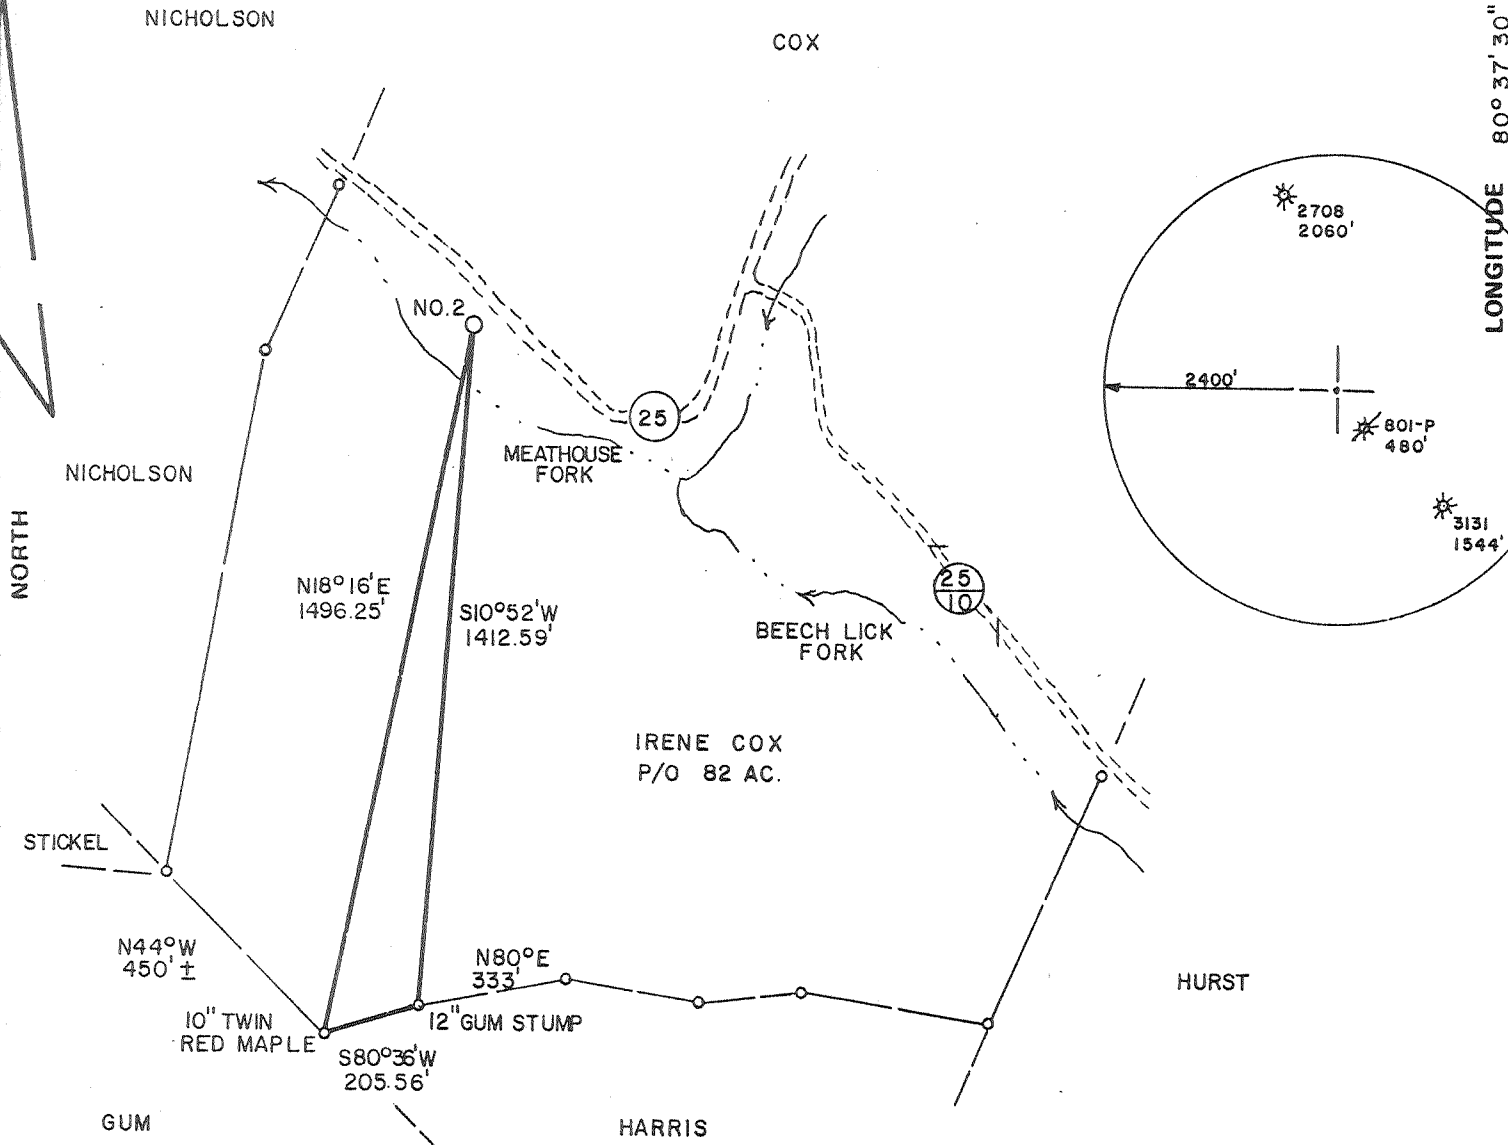 NICHOLSON
COX
LONGITUDE 80° 37' 30"
2708
2060'
NO.2
2400'
25
801-P
480'
MEATHOUSE
FORK
NICHOLSON
NORTH
3131
1544'
N18°16'E
1496.25'
S10°52'W
1412.59'
25
10
BEECH LICK
FORK
IRENE COX
P/O 82 AC.
STICKEL
N44°W
450' ±
N80°E
333'
HURST
10" TWIN
RED MAPLE
12" GUM STUMP
S80°36'W
205.56'
GUM
HARRIS